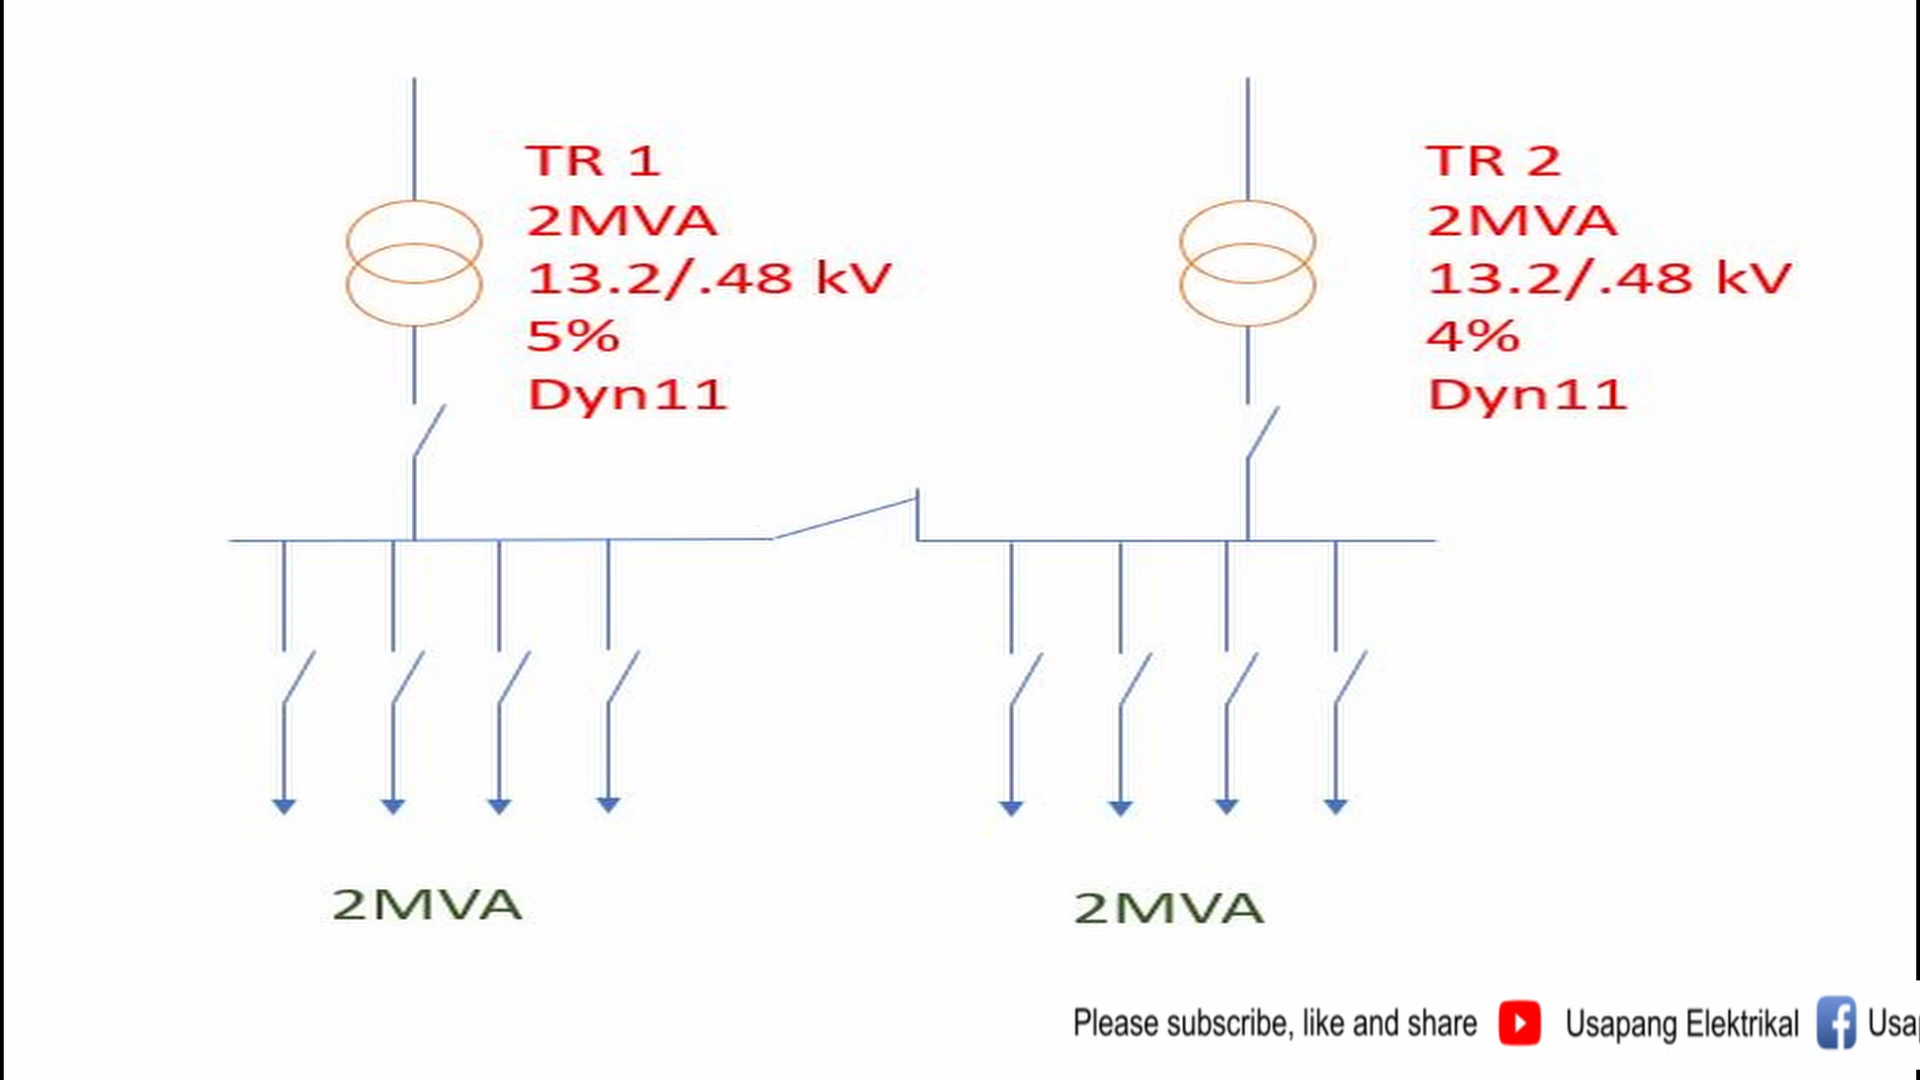 TR 1
2MVA
13.2/.48 kV
5%
Dyn11
TR 2
2MVA
13.2/.48 kV
4%
Dyn11
2MVA
2MVA
Please subscribe, like and share Usapang Elektrikal